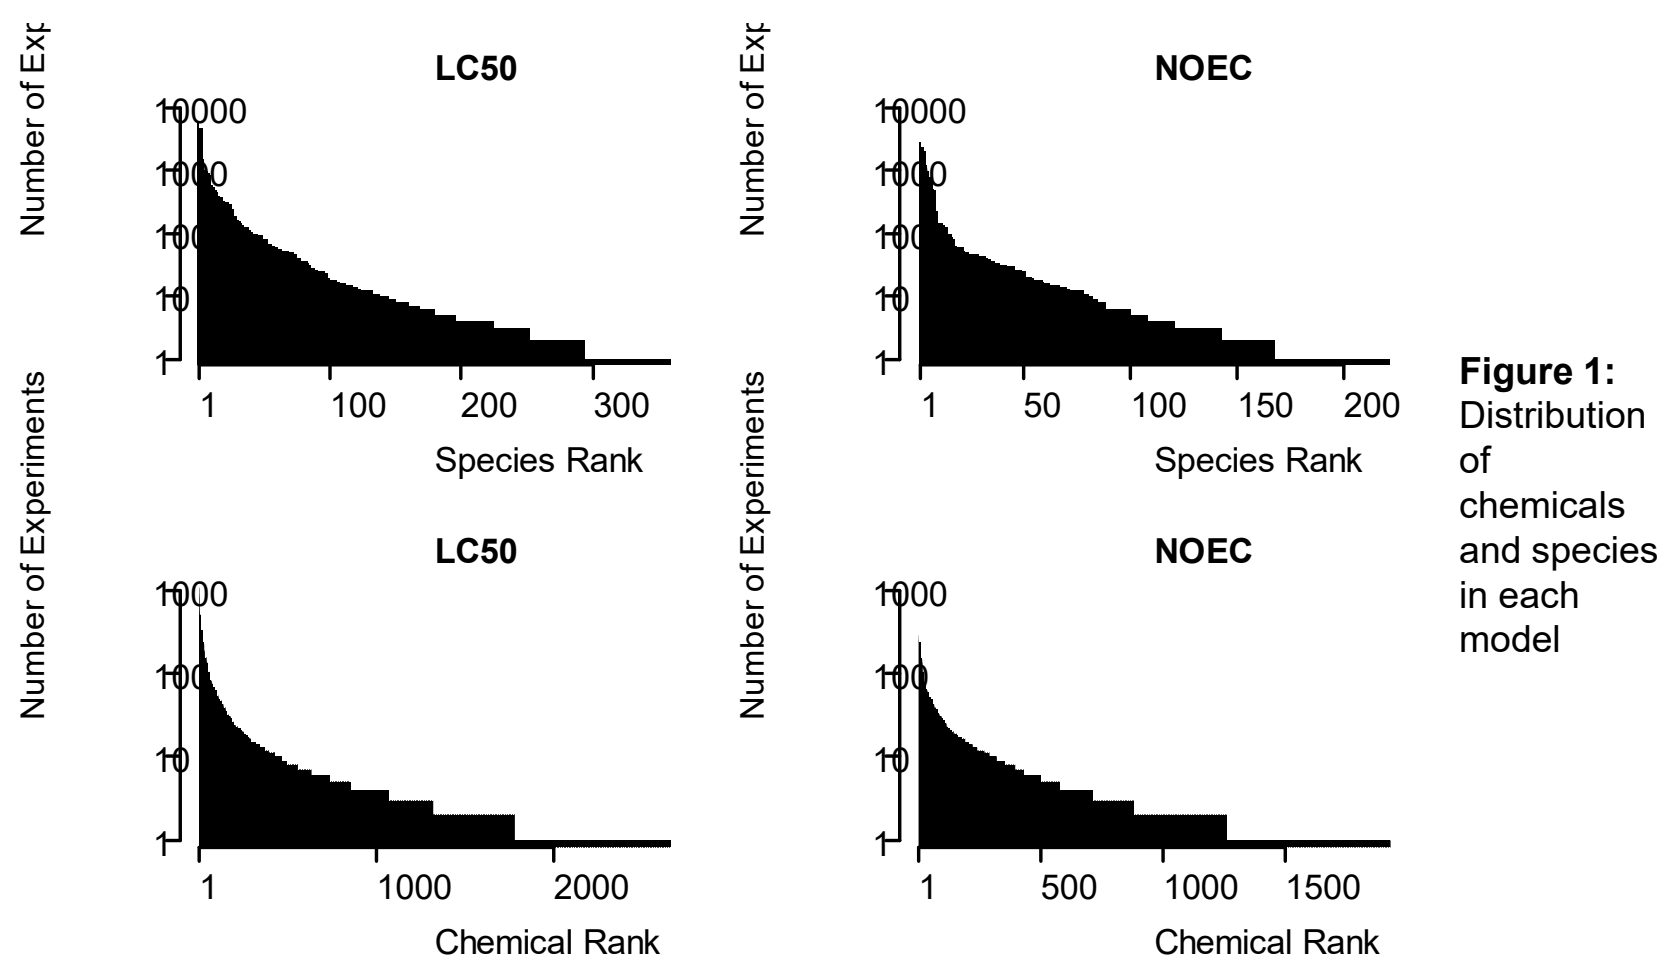 Number of Exp
LC50
10000
1000
100
10
1
1 100 200 300
Species Rank
Number of Exp
NOEC
10000
1000
100
10
1
1 50 100 150 200
Species Rank
Number of Experiments
LC50
1000
100
10
1
1 1000 2000
Chemical Rank
Number of Experiments
NOEC
1000
100
10
1
1 500 1000 1500
Chemical Rank
Figure 1:
Distribution
of
chemicals
and species
in each
model